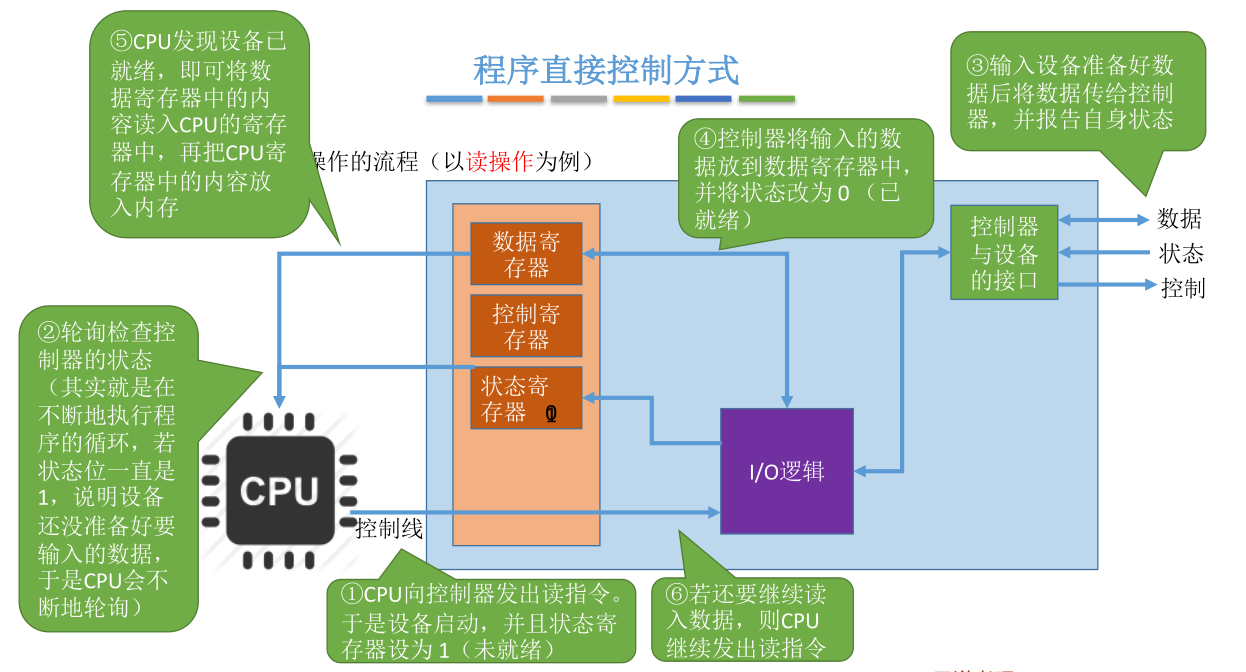 程序直接控制方式
操作的流程（以读操作为例）
⑤CPU发现设备已
就绪，即可将数
据寄存器中的内
容读入CPU的寄存
器中，再把CPU寄
存器中的内容放
入内存
③输入设备准备好数
据后将数据传给控制
器，并报告自身状态
④控制器将输入的数
据放到数据寄存器中，
并将状态改为 0 （已
就绪）
数据寄
存器
控制寄
存器
状态寄
存器
控制器
与设备
的接口
数据
状态
控制
②轮询检查控
制器的状态
（其实就是在
不断地执行程
序的循环，若
状态位一直是
1，说明设备
还没准备好要
输入的数据，
于是CPU会不
断地轮询）
CPU
I/O逻辑
控制线
①CPU向控制器发出读指令。
于是设备启动，并且状态寄
存器设为 1（未就绪）
⑥若还要继续读
入数据，则CPU
继续发出读指令